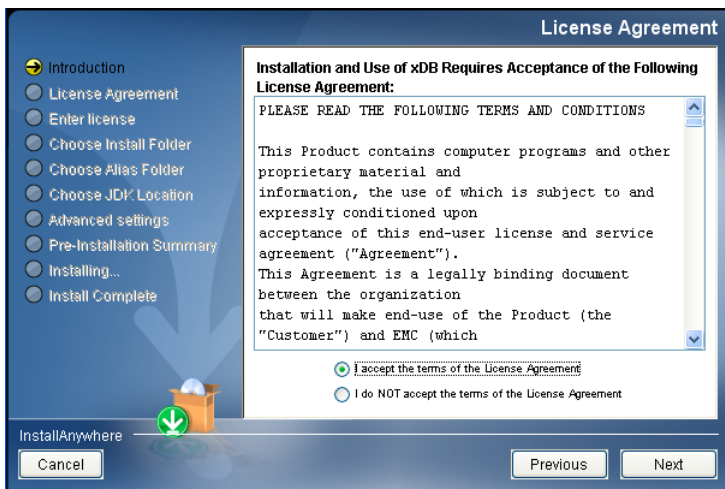 License Agreement
Introduction
License Agreement
Enter license
Choose Install Folder
Choose Alias Folder
Choose JDK Location
Advanced settings
Pre-Installation Summary
Installing...
Install Complete
Installation and Use of xDB Requires Acceptance of the Following
License Agreement:
PLEASE READ THE FOLLOWING TERMS AND CONDITIONS
This Product contains computer programs and other
proprietary material and
information, the use of which is subject to and
expressly conditioned upon
acceptance of this end-user license and service
agreement ("Agreement").
This Agreement is a legally binding document
between the organization
that will make end-use of the Product (the
"Customer") and EMC (which
I accept the terms of the License Agreement
I do NOT accept the terms of the License Agreement
InstallAnywhere
Cancel
Previous
Next